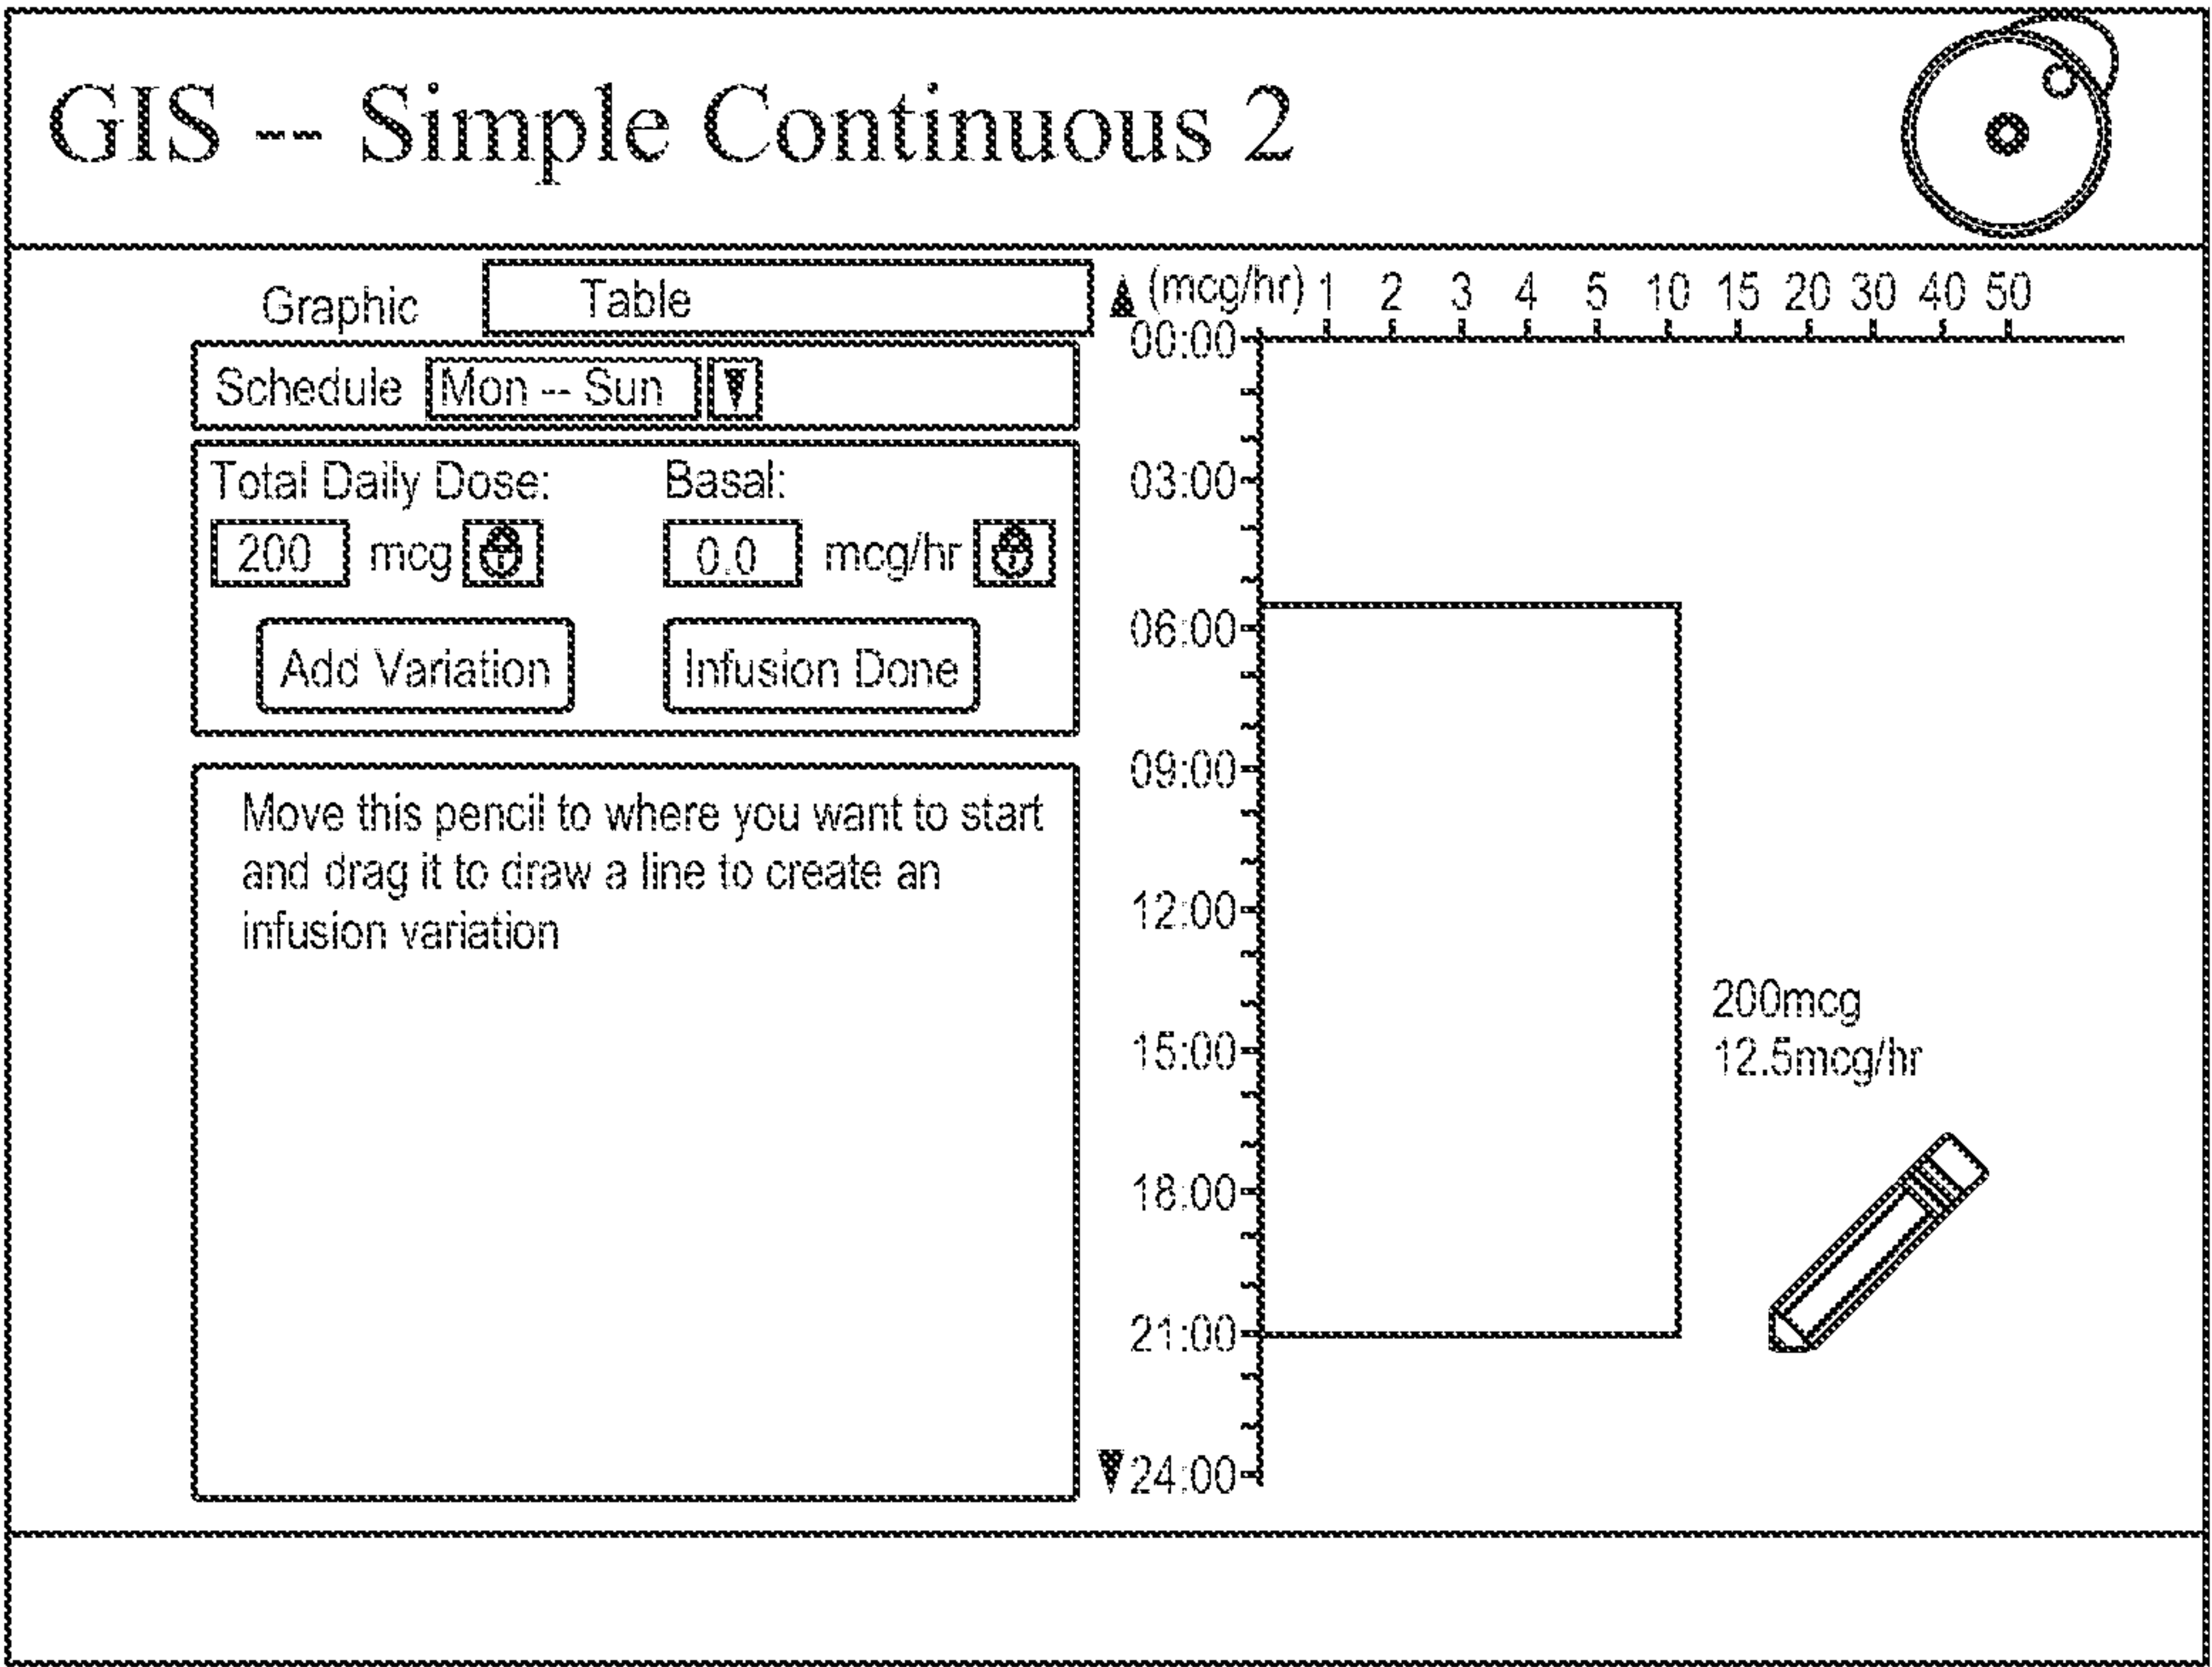 GIS -- Simple Continuous 2
Graphic
Table
Schedule Mon -- Sun
Total Daily Dose: Basal:
200 mcg 0.0 mcg/hr
Add Variation Infusion Done
Move this pencil to where you want to start
and drag it to draw a line to create an
infusion variation
(mcg/hr) 1 2 3 4 5 10 15 20 30 40 50
00:00
03:00
06:00
09:00
12:00
15:00
18:00
21:00
24:00
200mcg
12.5mcg/hr